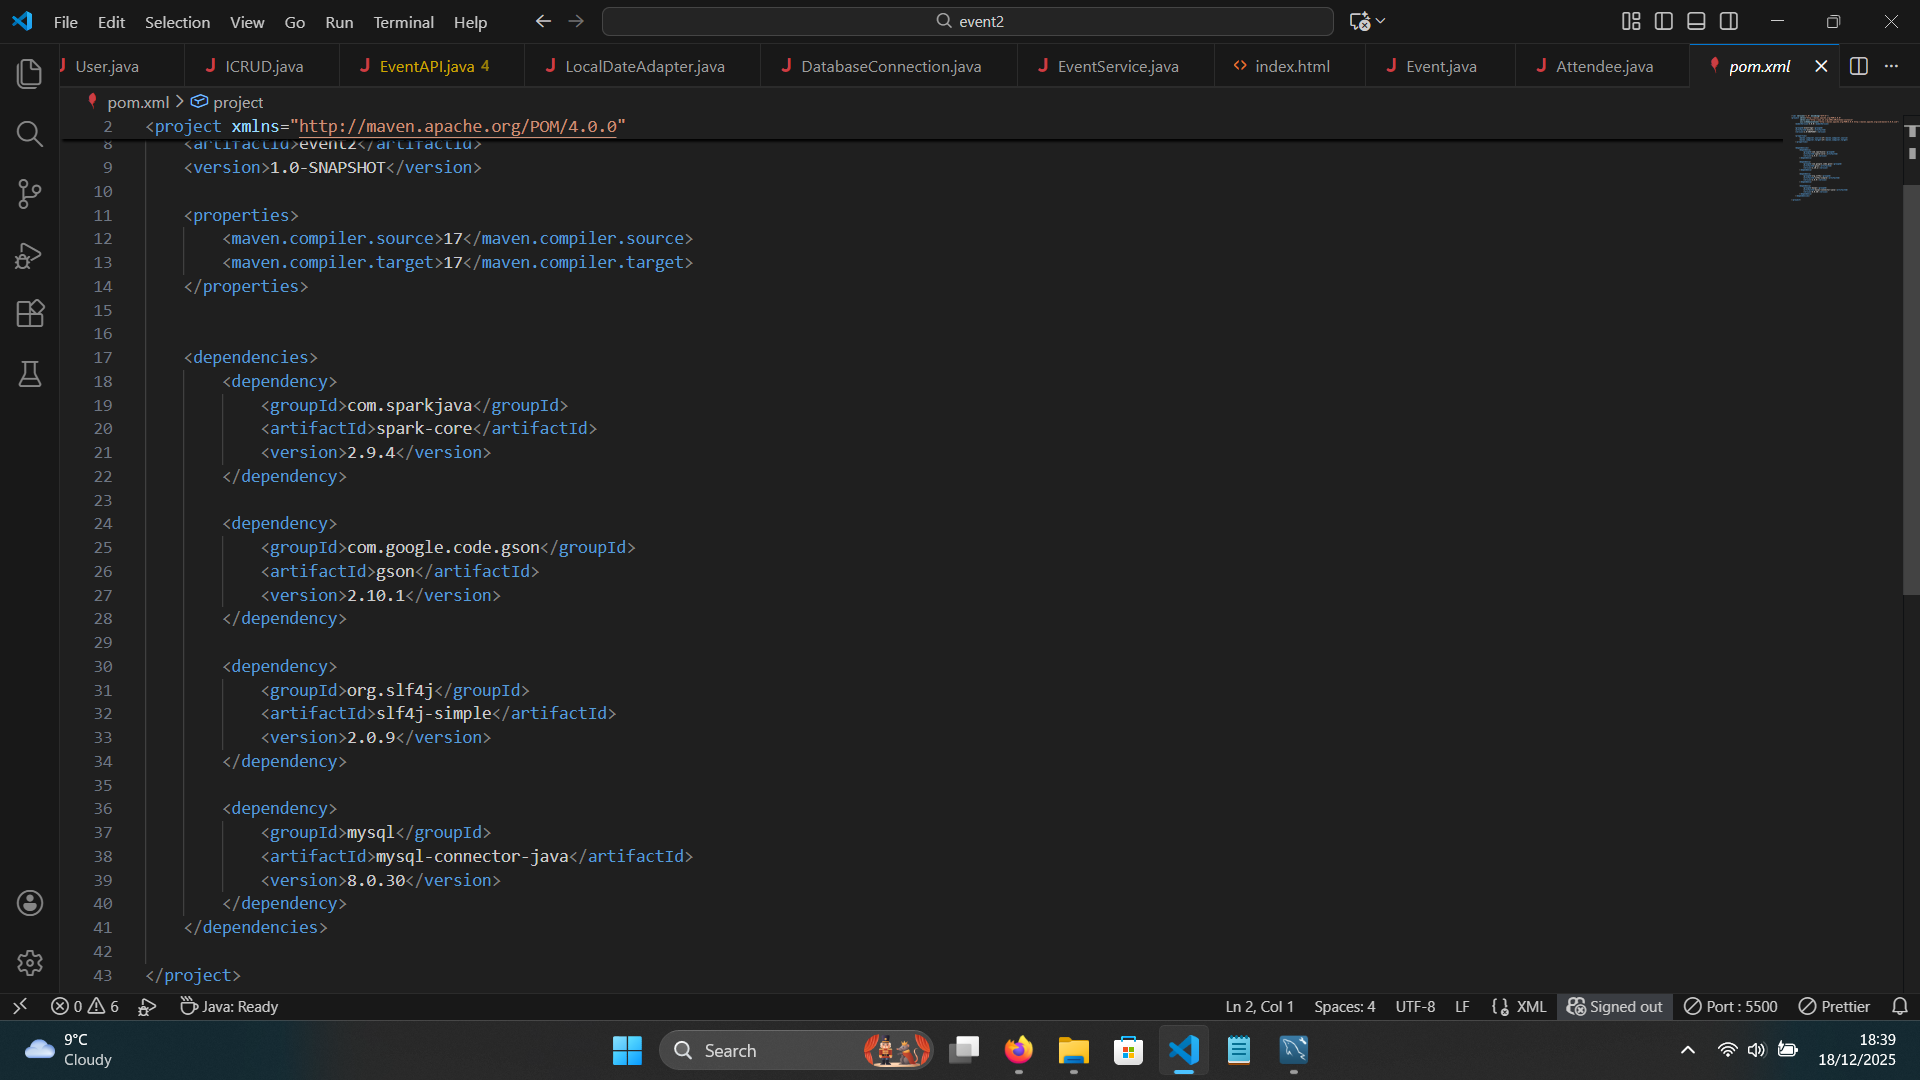 File Edit Selection View Go Run Terminal Help
event2
User.java
ICRUD.java
EventAPI.java 4
LocalDateAdapter.java
DatabaseConnection.java
EventService.java
index.html
Event.java
Attendee.java
pom.xml
pom.xml > project
2 <project xmlns="http://maven.apache.org/POM/4.0.0"
8 <artifactId>event2</artifactId>
9 <version>1.0-SNAPSHOT</version>
10
11 <properties>
12 <maven.compiler.source>17</maven.compiler.source>
13 <maven.compiler.target>17</maven.compiler.target>
14 </properties>
15
16
17 <dependencies>
18 <dependency>
19 <groupId>com.sparkjava</groupId>
20 <artifactId>spark-core</artifactId>
21 <version>2.9.4</version>
22 </dependency>
23
24 <dependency>
25 <groupId>com.google.code.gson</groupId>
26 <artifactId>gson</artifactId>
27 <version>2.10.1</version>
28 </dependency>
29
30 <dependency>
31 <groupId>org.slf4j</groupId>
32 <artifactId>slf4j-simple</artifactId>
33 <version>2.0.9</version>
34 </dependency>
35
36 <dependency>
37 <groupId>mysql</groupId>
38 <artifactId>mysql-connector-java</artifactId>
39 <version>8.0.30</version>
40 </dependency>
41 </dependencies>
42
43 </project>
0 6 Java: Ready
Ln 2, Col 1 Spaces: 4 UTF-8 LF XML Signed out Port : 5500 Prettier
9°C
Cloudy
Search
18:39
18/12/2025